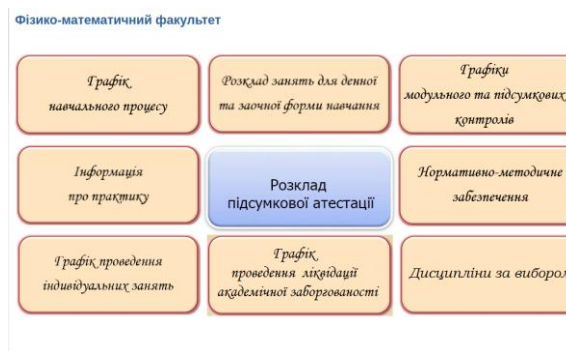 Фізико-математичний факультет
Графік
навчального процесу
Розклад занять для денної
та заочної форми навчання
Графіки
модульного та підсумкових
контролів
Інформація
про практику
Розклад
підсумкової атестації
Нормативно-методичне
забезпечення
Графік проведення
індивідуальних занять
Графік
проведення ліквідації
академічної заборгованості
Дисципліни за вибором